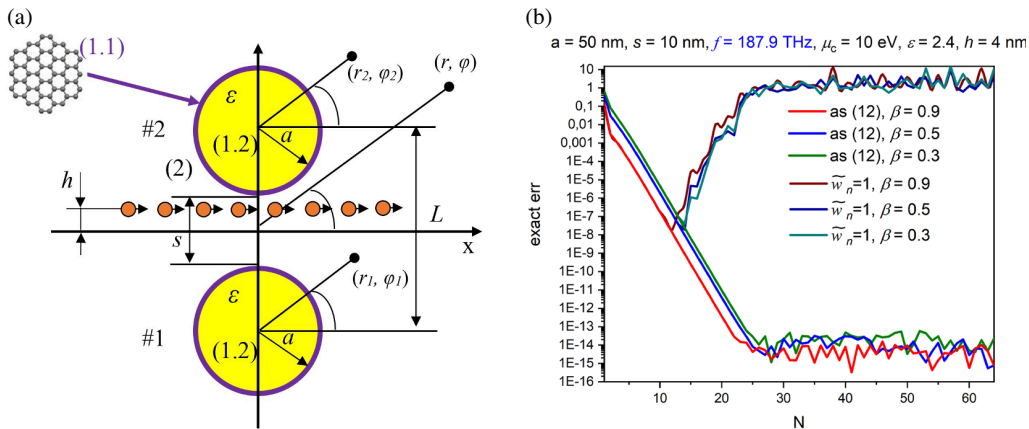 (a)
(1.1)
(r₂, φ₂)
(r, φ)
ε
#2
(1.2)
a
(2)
h
L
s
x
(r₁, φ₁)
ε
#1
(1.2)
a
(b)
a = 50 nm, s = 10 nm, f = 187.9 THz, μc = 10 eV, ε = 2.4, h = 4 nm
exact err
10
1
0,1
0,01
0,001
1E-4
1E-5
1E-6
1E-7
1E-8
1E-9
1E-10
1E-11
1E-12
1E-13
1E-14
1E-15
1E-16
as (12), β = 0.9
as (12), β = 0.5
as (12), β = 0.3
w̃ₙ=1, β = 0.9
w̃ₙ=1, β = 0.5
w̃ₙ=1, β = 0.3
10 20 30 40 50 60
N